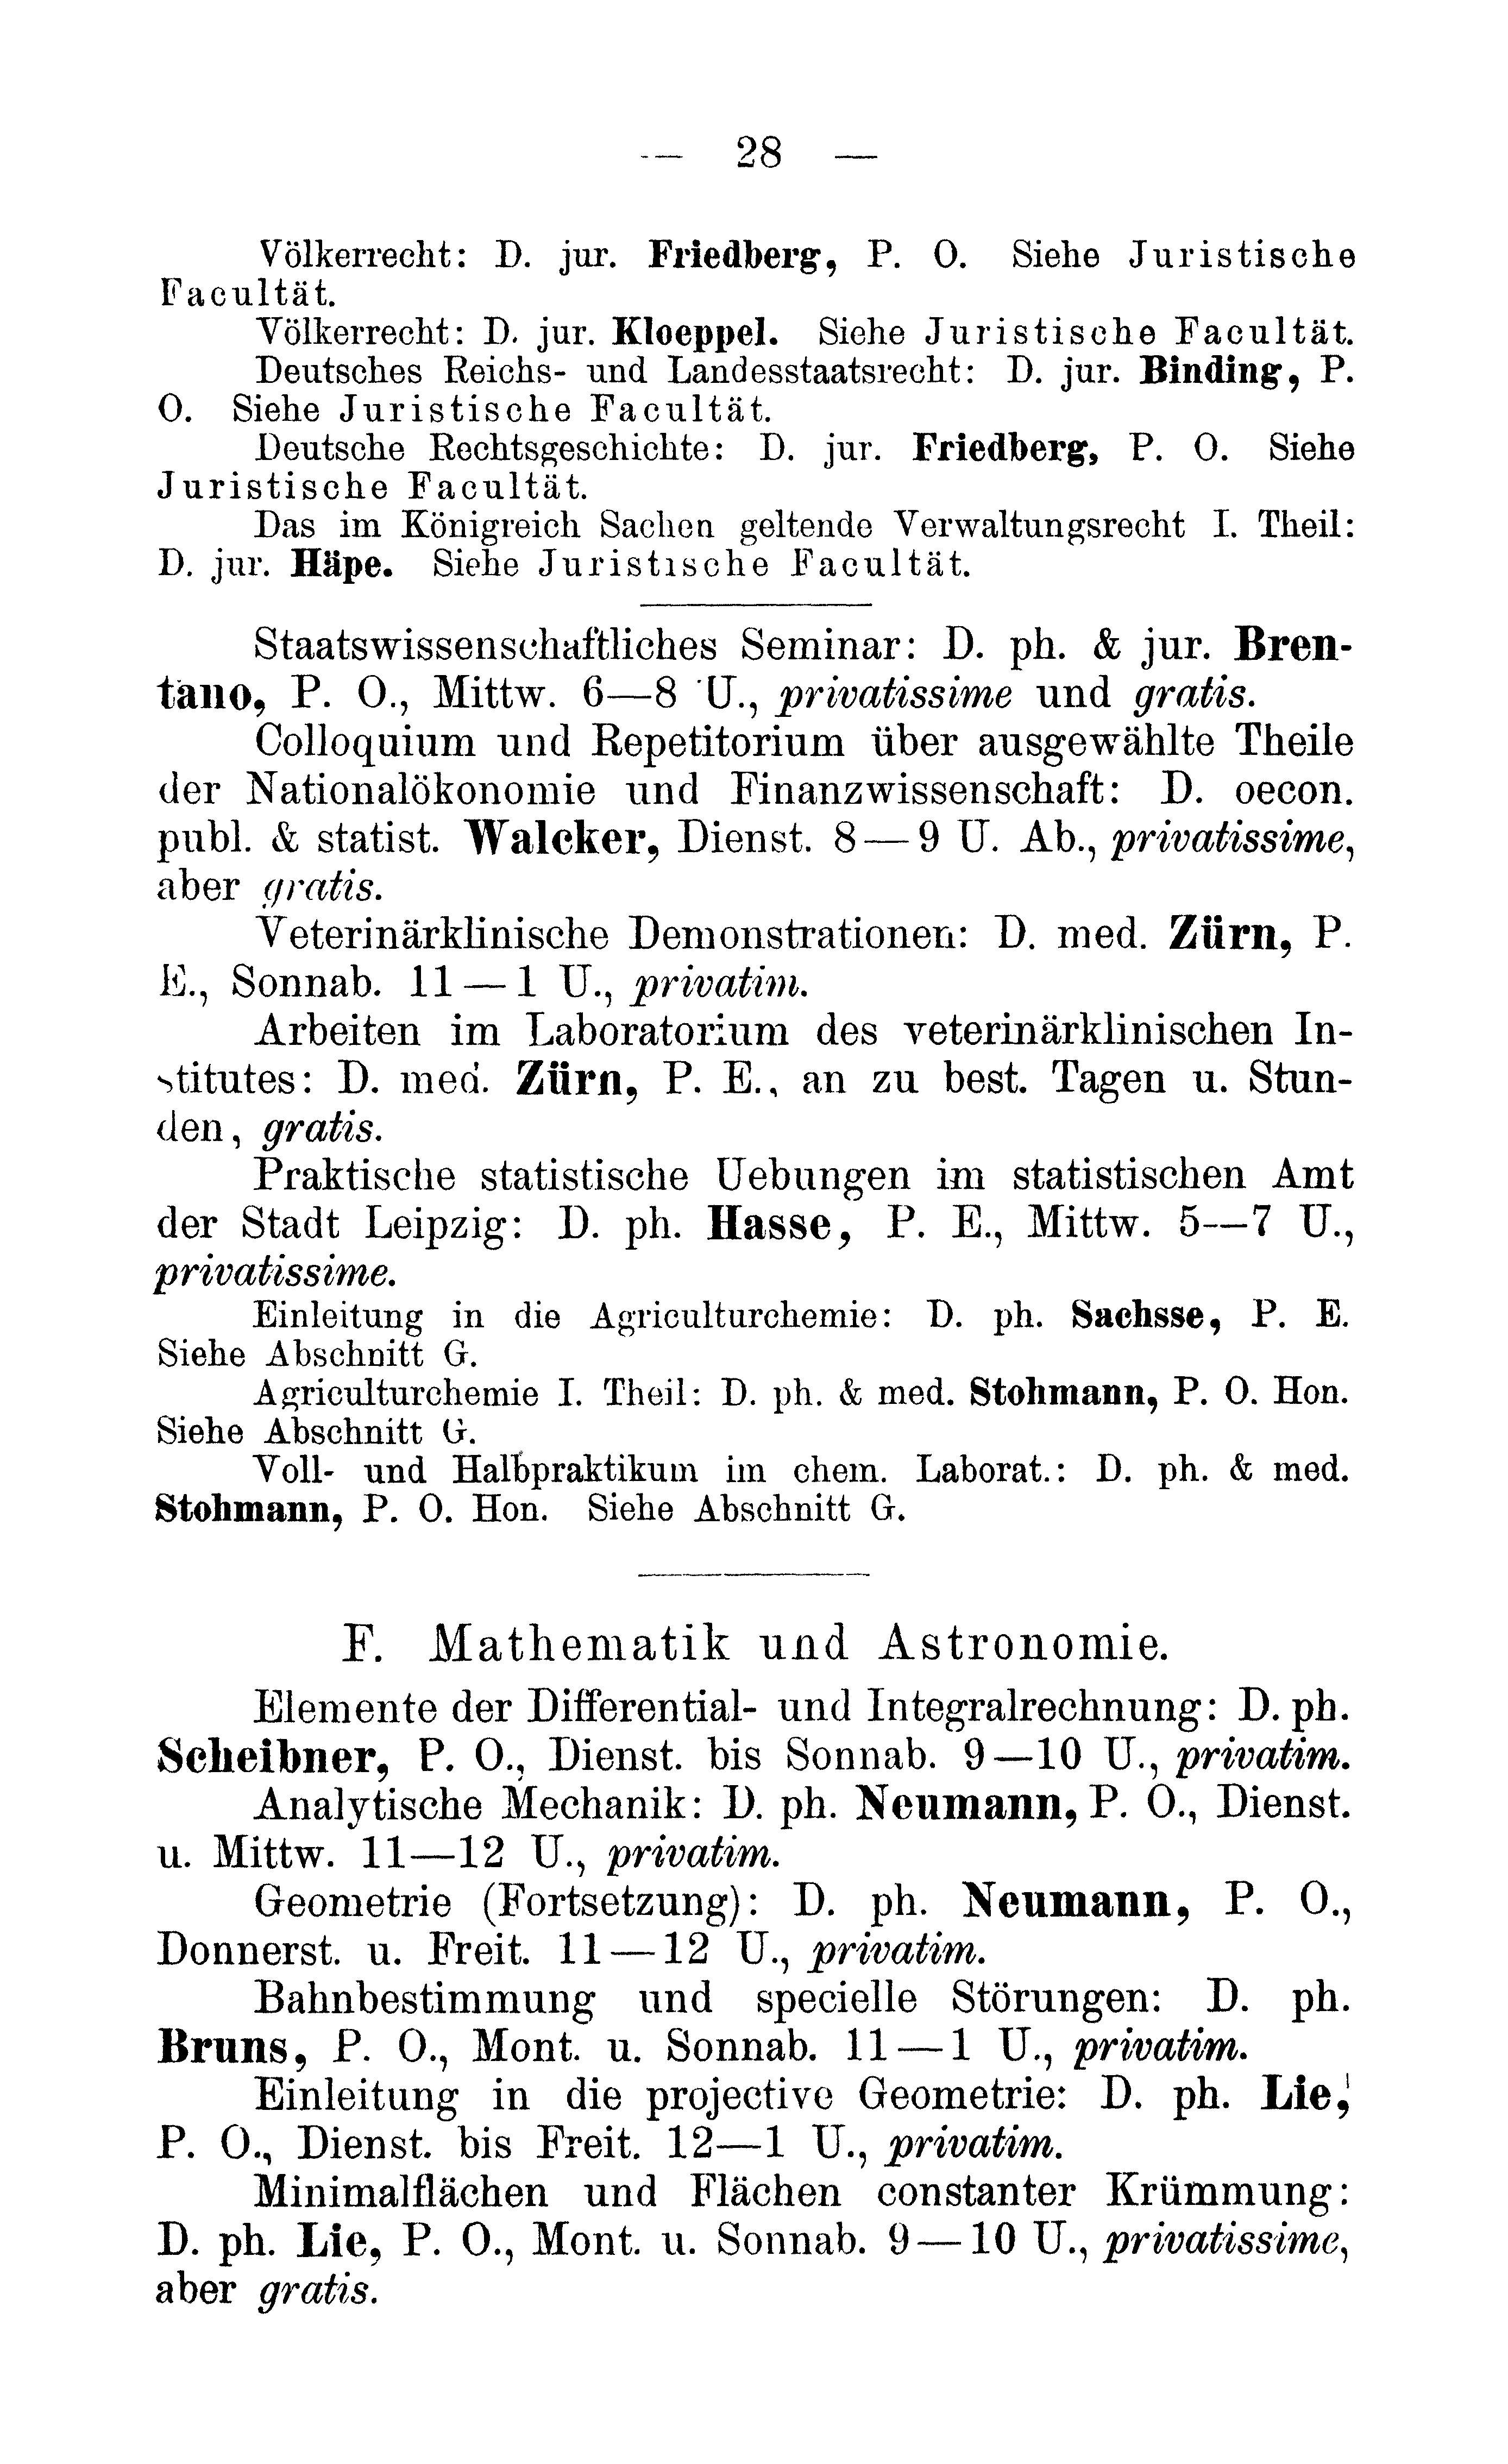 — 28 —
Völkerrecht: D. jur. Friedberg, P. O. Siehe Juristische
Facultät.
Völkerrecht: D. jur. Kloeppel. Siehe Juristische Facultät.
Deutsches Reichs- und Landesstaatsrecht: D. jur. Binding, P.
O. Siehe Juristische Facultät.
Deutsche Rechtsgeschichte: D. jur. Friedberg, P. O. Siehe
Juristische Facultät.
Das im Königreich Sachen geltende Verwaltungsrecht I. Theil:
D. jur. Häpe. Siehe Juristische Facultät.
Staatswissenschaftliches Seminar: D. ph. & jur. Bren-
tano, P. O., Mittw. 6—8 U., privatissime und gratis.
Colloquium und Repetitorium über ausgewählte Theile
der Nationalökonomie und Finanzwissenschaft: D. oecon.
publ. & statist. Walcker, Dienst. 8—9 U. Ab., privatissime,
aber gratis.
Veterinärklinische Demonstrationen: D. med. Zürn, P.
E., Sonnab. 11—1 U., privatim.
Arbeiten im Laboratorium des veterinärklinischen In-
stitutes: D. med. Zürn, P. E., an zu best. Tagen u. Stun-
den, gratis.
Praktische statistische Uebungen im statistischen Amt
der Stadt Leipzig: D. ph. Hasse, P. E., Mittw. 5—7 U.,
privatissime.
Einleitung in die Agriculturchemie: D. ph. Sachsse, P. E.
Siehe Abschnitt G.
Agriculturchemie I. Theil: D. ph. & med. Stohmann, P. O. Hon.
Siehe Abschnitt G.
Voll- und Halbpraktikum im chem. Laborat.: D. ph. & med.
Stohmann, P. O. Hon. Siehe Abschnitt G.
F. Mathematik und Astronomie.
Elemente der Differential- und Integralrechnung: D. ph.
Scheibner, P. O., Dienst. bis Sonnab. 9—10 U., privatim.
Analytische Mechanik: D. ph. Neumann, P. O., Dienst.
u. Mittw. 11—12 U., privatim.
Geometrie (Fortsetzung): D. ph. Neumann, P. O.,
Donnerst. u. Freit. 11—12 U., privatim.
Bahnbestimmung und specielle Störungen: D. ph.
Bruns, P. O., Mont. u. Sonnab. 11—1 U., privatim.
Einleitung in die projective Geometrie: D. ph. Lie,
P. O., Dienst. bis Freit. 12—1 U., privatim.
Minimalflächen und Flächen constanter Krümmung:
D. ph. Lie, P. O., Mont. u. Sonnab. 9—10 U., privatissime,
aber gratis.